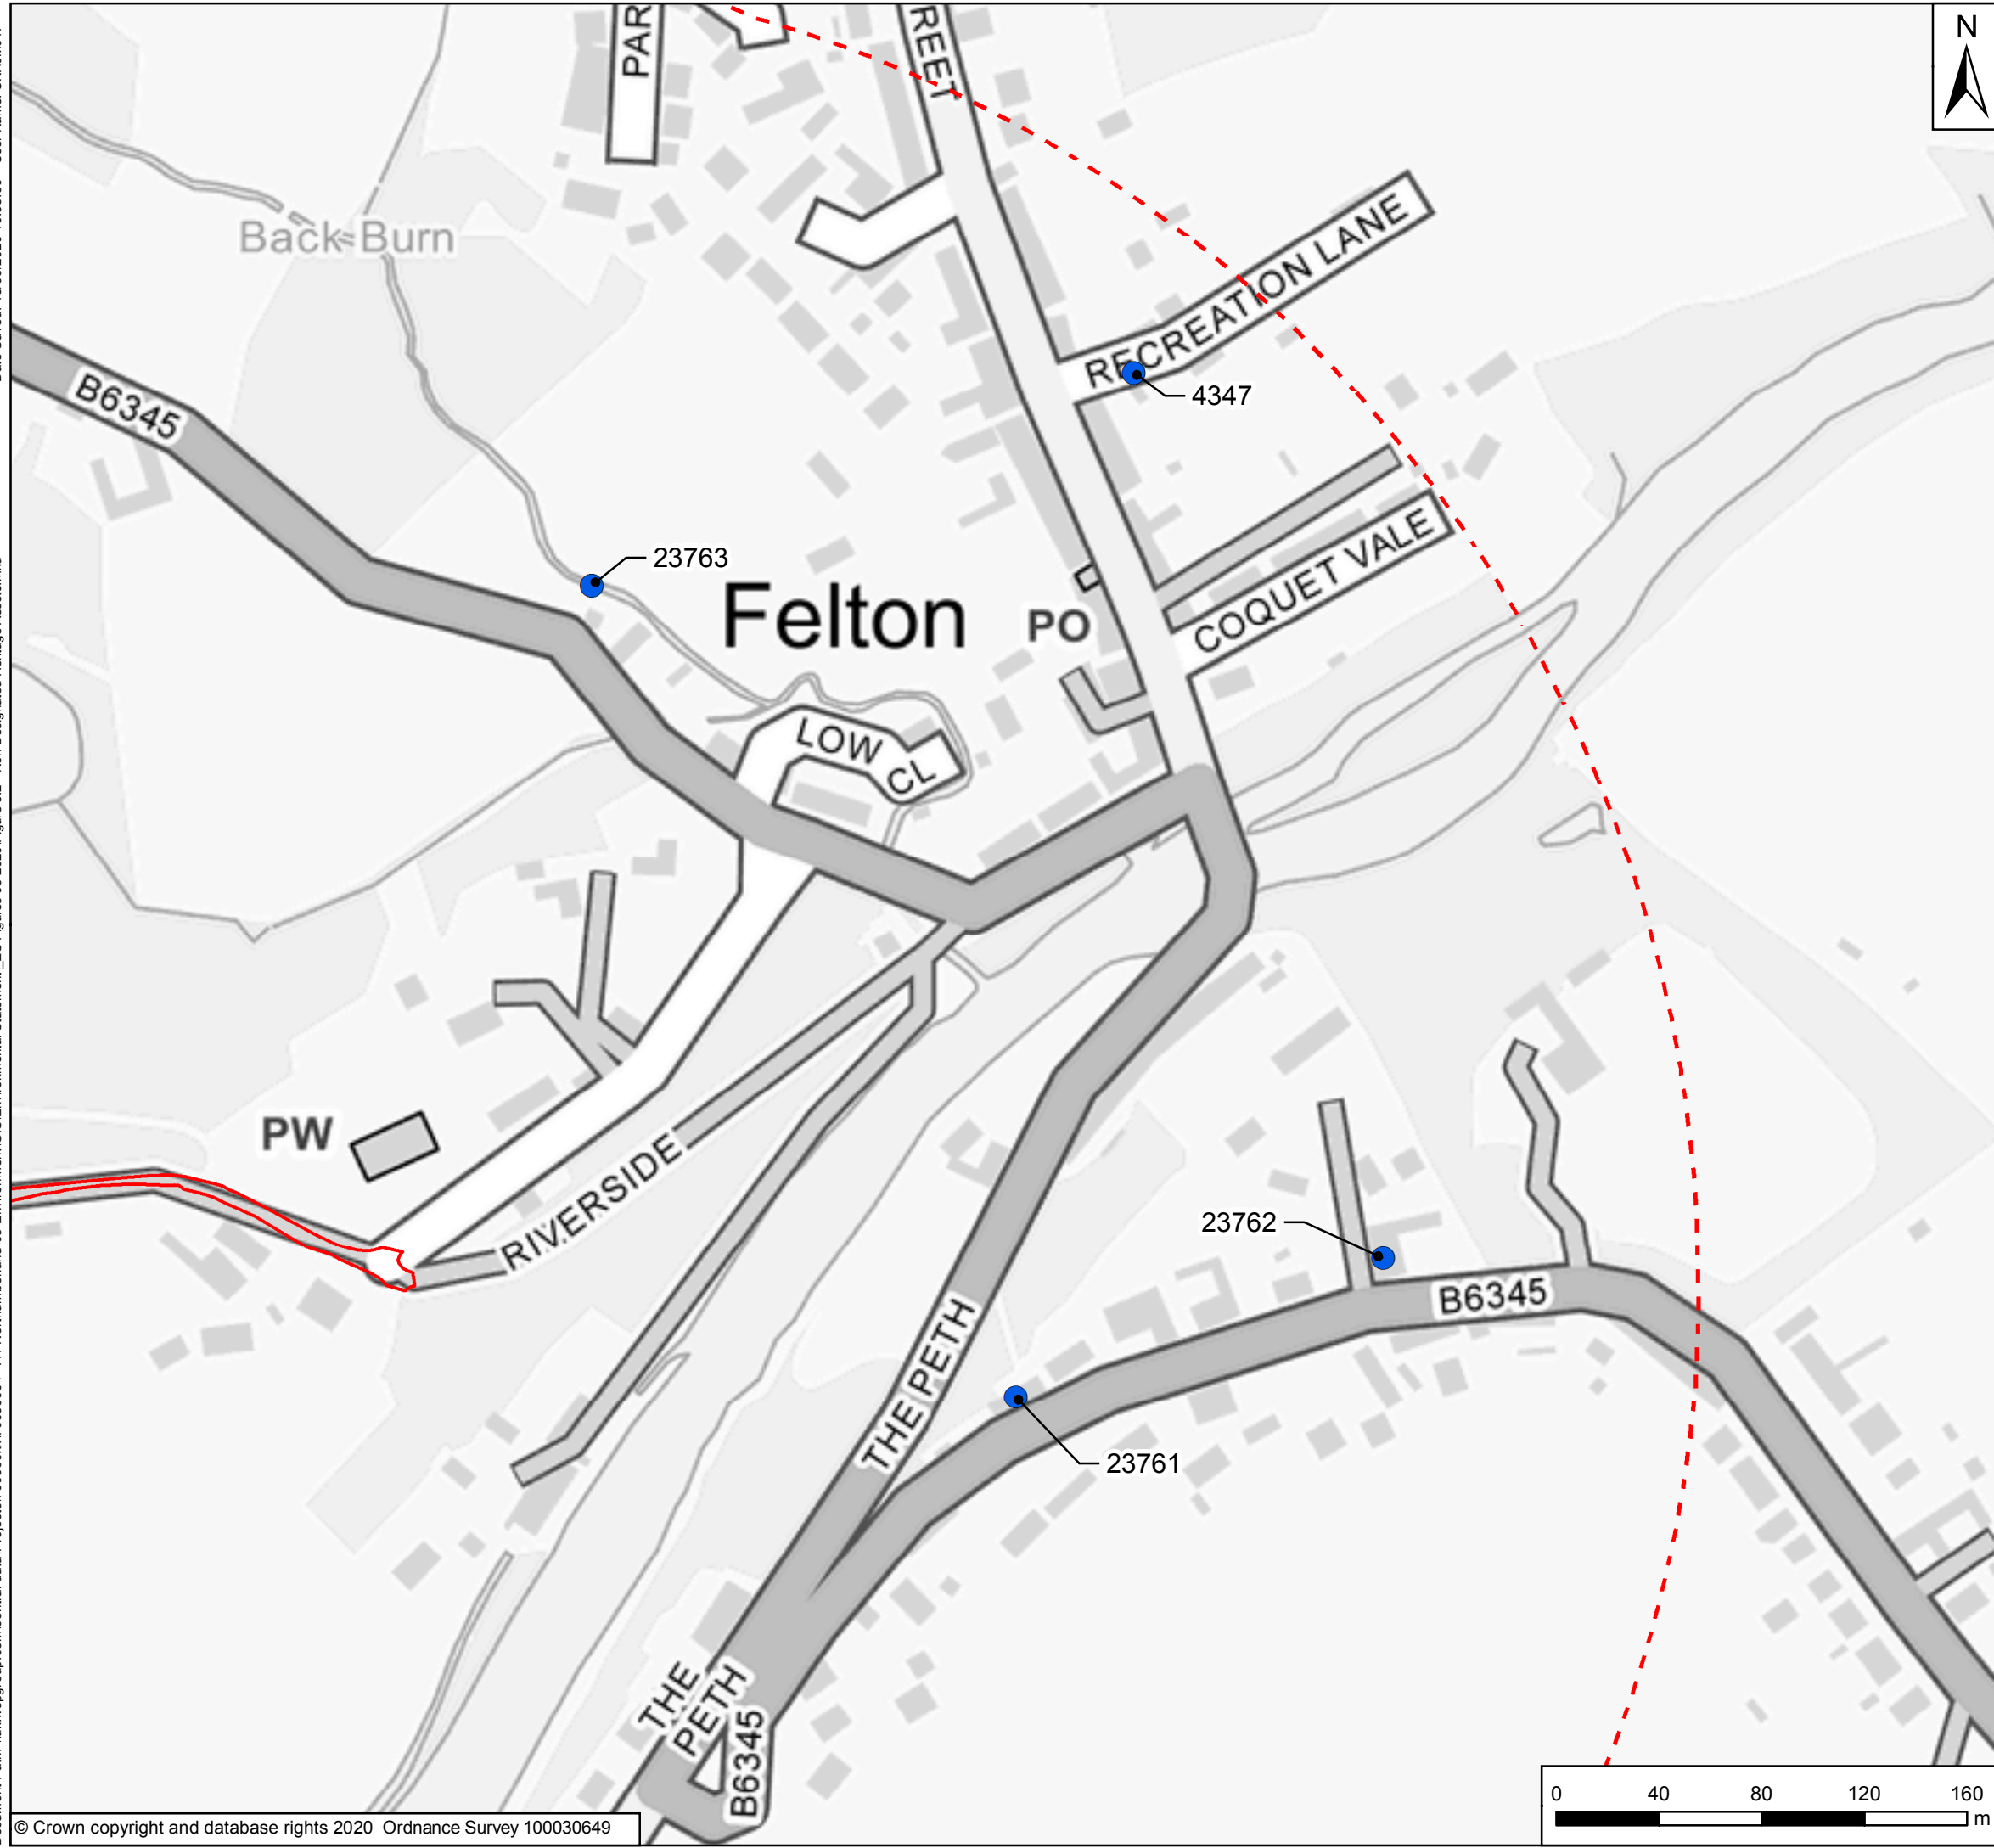 PAR
REET
N
Back Burn
RECREATION LANE
4347
B6345
23763
Felton
PO
COQUET VALE
LOW
CL
PW
RIVERSIDE
23762
B6345
THE PETH
23761
THE
PETH
B6345
0 40 80 120 160
m
© Crown copyright and database rights 2020 Ordnance Survey 100030649